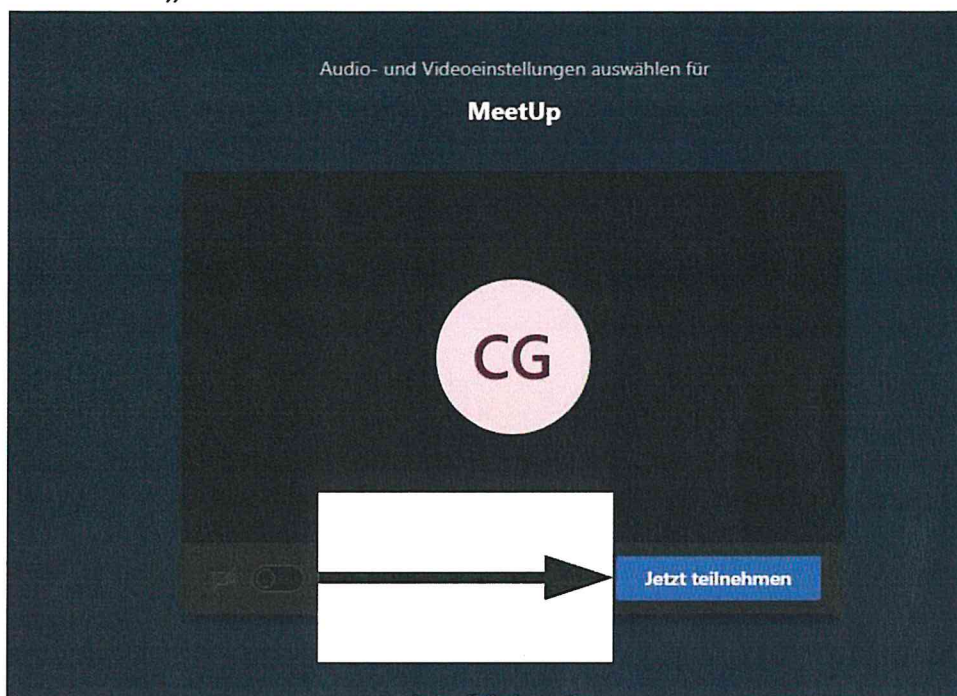 Audio- und Videoeinstellungen auswählen für
MeetUp
CG
Jetzt teilnehmen